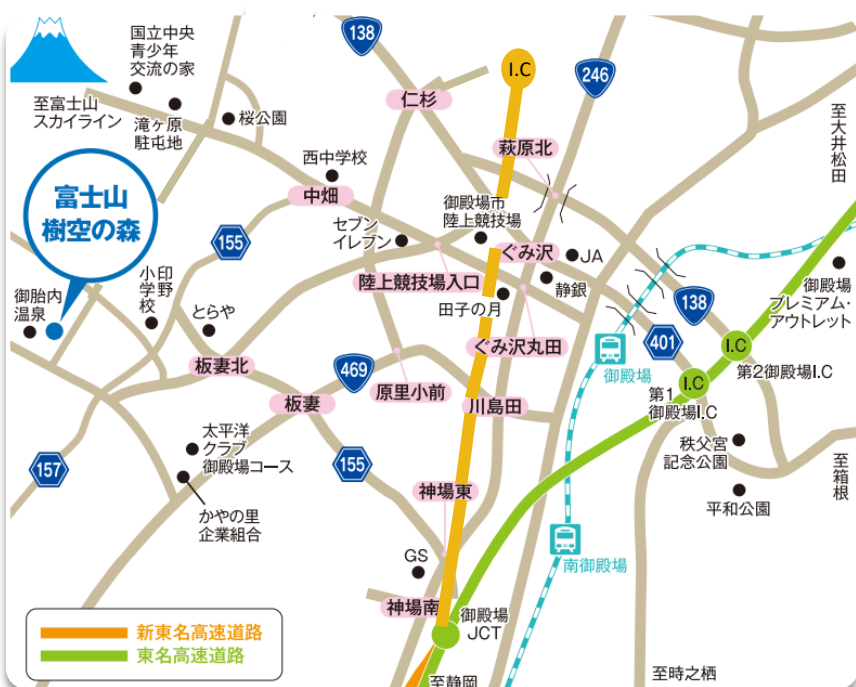 138
I.C
246
国立中央
青少年
交流の家
至富士山
スカイライン
滝ヶ原
駐屯地
桜公園
仁杉
萩原北
至大井松田
西中学校
中畑
富士山
樹空の森
155
セブン
イレブン
御殿場市
陸上競技場
ぐみ沢
JA
静銀
陸上競技場入口
田子の月
御胎内
温泉
印野
小学校
とらや
138
御殿場
プレミアム・
アウトレット
401
I.C
第2御殿場I.C
I.C
第1
御殿場I.C
御殿場
ぐみ沢丸田
板妻北
469
原里小前
板妻
川島田
太平洋
クラブ
御殿場コース
157
155
かやの里
企業組合
秩父宮
記念公園
平和公園
至箱根
神場東
GS
南御殿場
神場南
御殿場
JCT
新東名高速道路
東名高速道路
至静岡
至時之栖